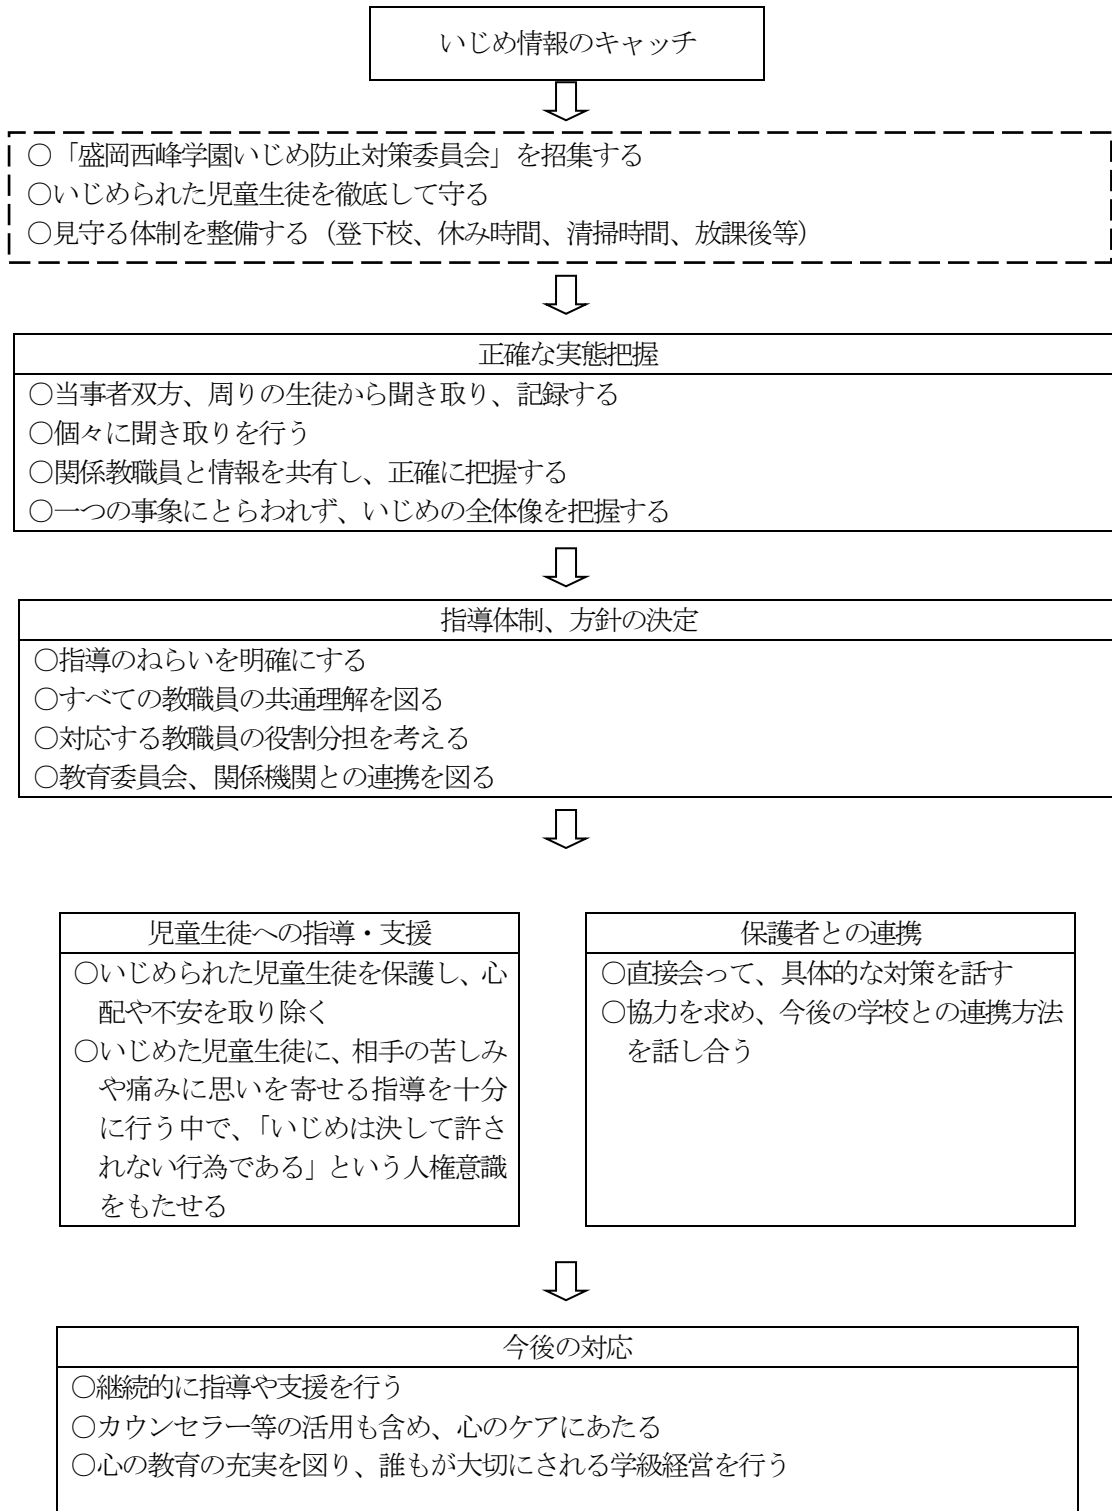 いじめ情報のキャッチ
○「盛岡西峰学園いじめ防止対策委員会」を招集する
○いじめられた児童生徒を徹底して守る
○見守る体制を整備する（登下校、休み時間、清掃時間、放課後等）
正確な実態把握
○当事者双方、周りの生徒から聞き取り、記録する
○個々に聞き取りを行う
○関係教職員と情報を共有し、正確に把握する
○一つの事象にとらわれず、いじめの全体像を把握する
指導体制、方針の決定
○指導のねらいを明確にする
○すべての教職員の共通理解を図る
○対応する教職員の役割分担を考える
○教育委員会、関係機関との連携を図る
児童生徒への指導・支援
○いじめられた児童生徒を保護し、心
配や不安を取り除く
○いじめた児童生徒に、相手の苦しみ
や痛みに思いを寄せる指導を十分
に行う中で、「いじめは決して許さ
れない行為である」という人権意識
をもたせる
保護者との連携
○直接会って、具体的な対策を話す
○協力を求め、今後の学校との連携方法
を話し合う
今後の対応
○継続的に指導や支援を行う
○カウンセラー等の活用も含め、心のケアにあたる
○心の教育の充実を図り、誰もが大切にされる学級経営を行う